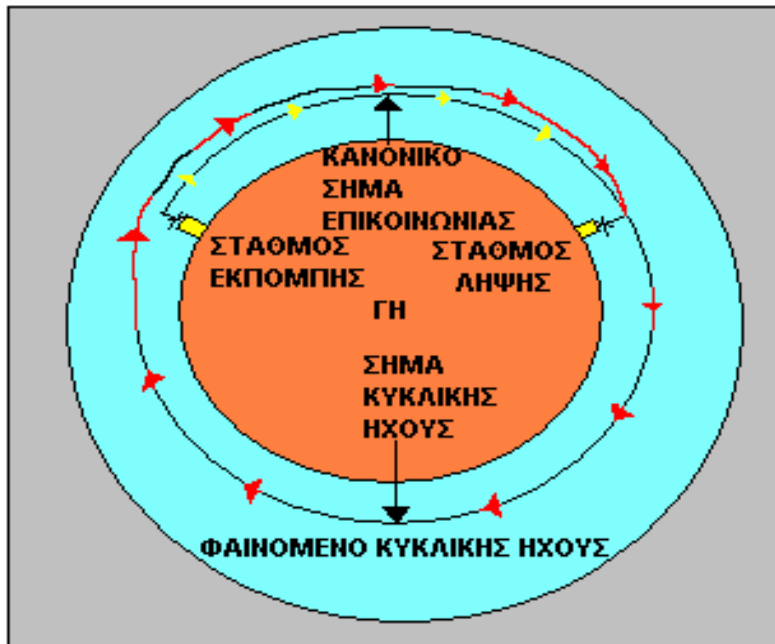 ΚΑΝΟΝΙΚΟ
ΣΗΜΑ
ΕΠΙΚΟΙΝΩΝΙΑΣ
ΣΤΑΘΜΟΣ
ΕΚΠΟΜΠΗΣ
ΣΤΑΘΜΟΣ
ΛΗΨΗΣ
ΓΗ
ΣΗΜΑ
ΚΥΚΛΙΚΗΣ
ΗΧΟΥΣ
ΦΑΙΝΟΜΕΝΟ ΚΥΚΛΙΚΗΣ ΗΧΟΥΣ